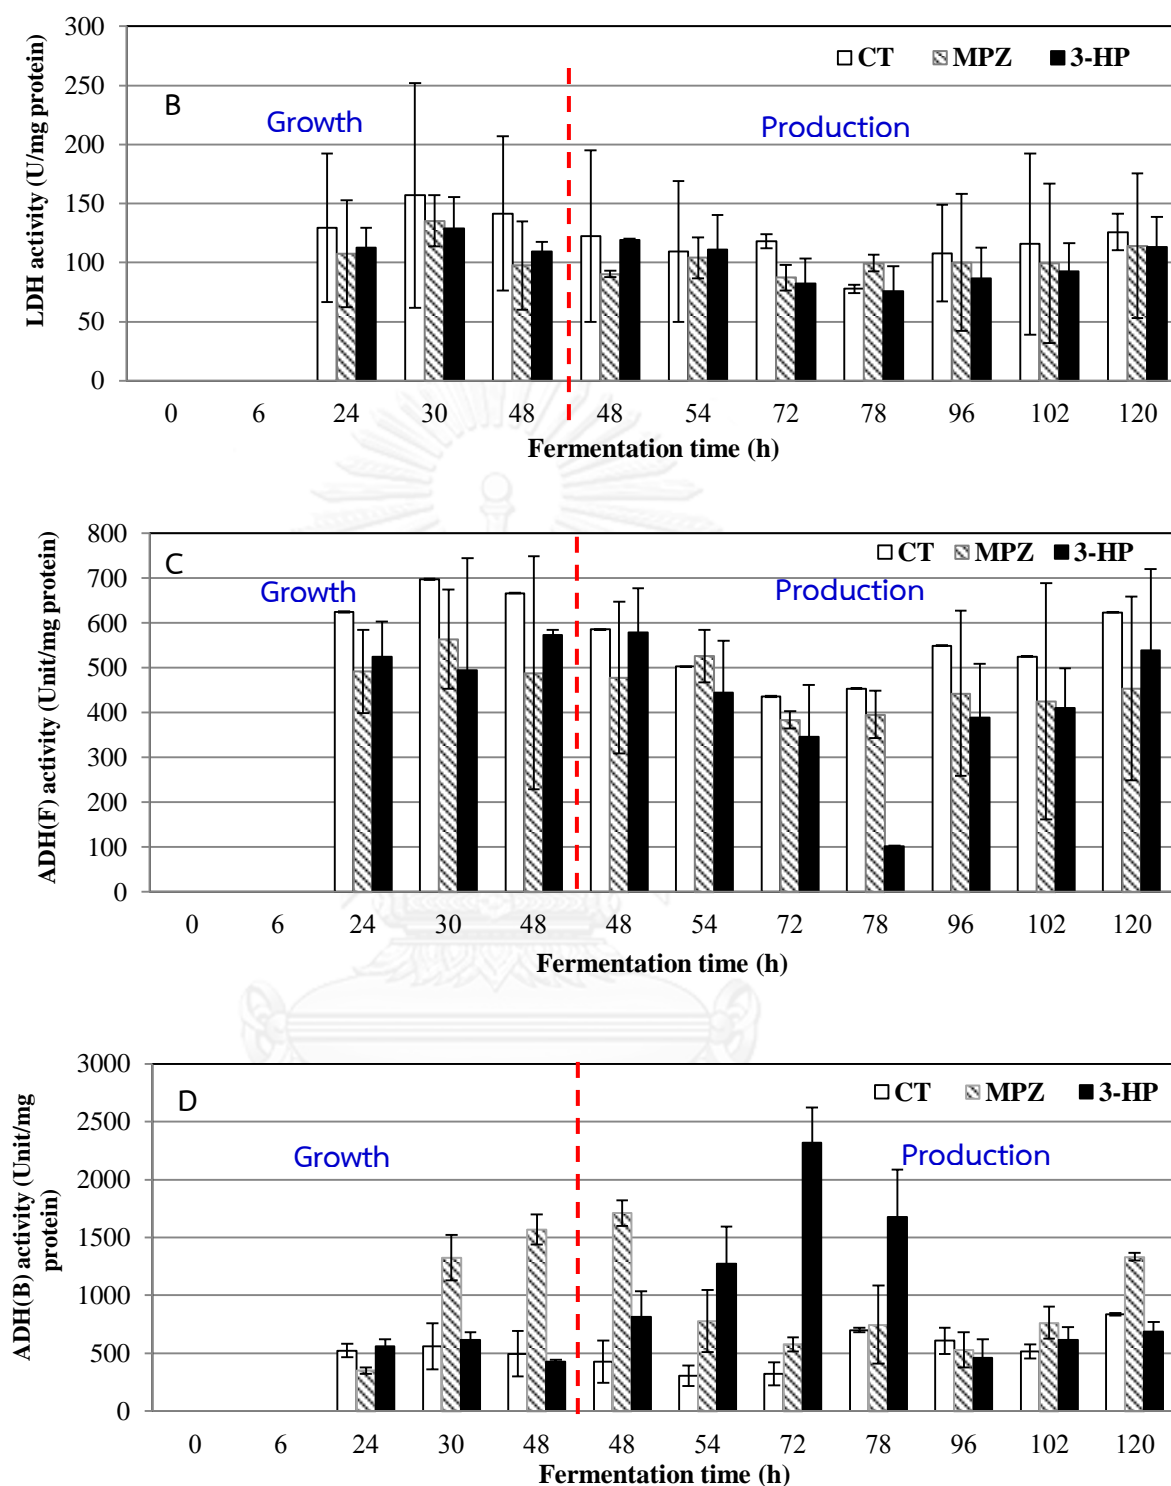 300
250
200
150
100
50
0
LDH activity (U/mg protein)
B
CT MPZ 3-HP
Growth
Production
0 6 24 30 48 48 54 72 78 96 102 120
Fermentation time (h)
800
700
600
500
400
300
200
100
0
ADH(F) activity (Unit/mg protein)
C
CT MPZ 3-HP
Growth
Production
0 6 24 30 48 48 54 72 78 96 102 120
Fermentation time (h)
3000
2500
2000
1500
1000
500
0
ADH(B) activity (Unit/mg
protein)
D
CT MPZ 3-HP
Growth
Production
0 6 24 30 48 48 54 72 78 96 102 120
Fermentation time (h)